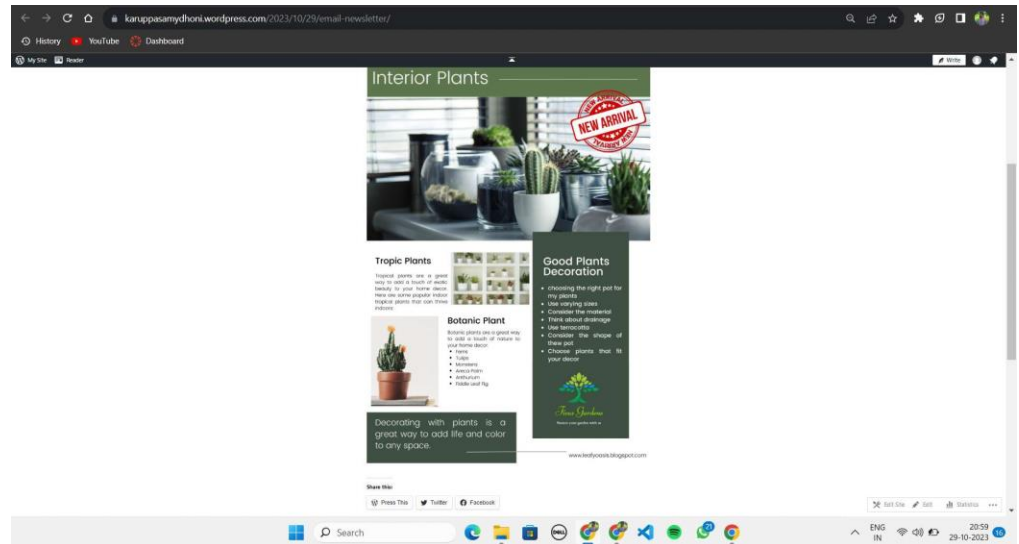 karuppasamydhoni.wordpress.com/2023/10/29/email-newsletter/
History YouTube Dashboard
My Site Reader Write
Interior Plants
NEW ARRIVAL
Tropic Plants
Tropical plants are a great
way to add a touch of exotic
beauty to your home decor.
Here are some popular indoor
tropical plants that can thrive
indoors
Botanic Plant
Botanic plants are a great way
to add a touch of nature to
your home decor
Ferns
Tulips
Monstera
Areca Palm
Anthurium
Fiddle Leaf Fig
Good Plants
Decoration
choosing the right pot for
my plants
Use varying sizes
Consider the material
Think about drainage
Use terracotta
Consider the shape of
thew pot
Choose plants that fit
your decor
Gardens
Decorating with plants is a
great way to add life and color
to any space.
Share this:
Press This Twitter Facebook
Edit Site Edit Statistics
Search
DELL
21
ENG
IN
20:59
29-10-2023
16